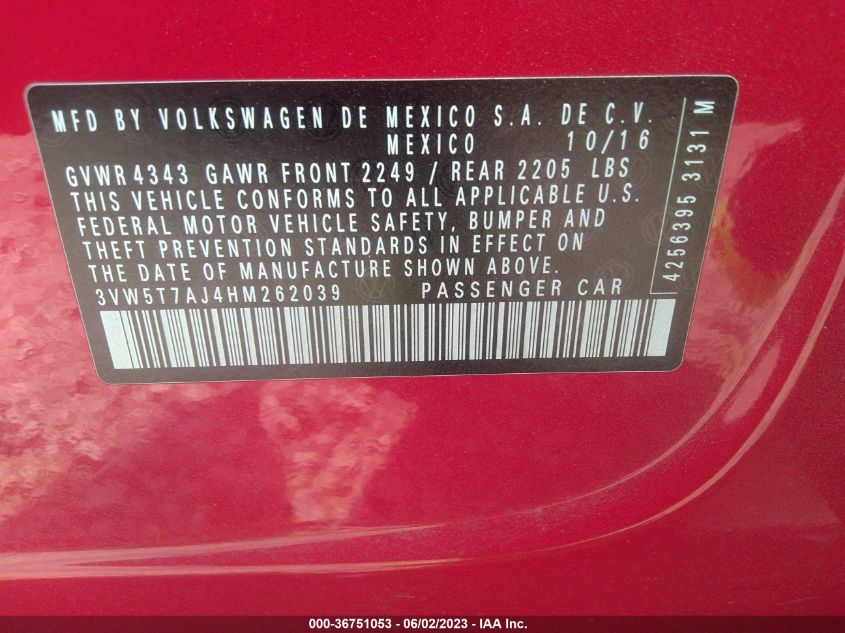 MFD BY VOLKSWAGEN DE MEXICO S.A. DE C.V.
MEXICO 10/16
GVWR 4343 GAWR FRONT 2249 / REAR 2205 LBS
THIS VEHICLE CONFORMS TO ALL APPLICABLE U.S.
FEDERAL MOTOR VEHICLE SAFETY, BUMPER AND
THEFT PREVENTION STANDARDS IN EFFECT ON
THE DATE OF MANUFACTURE SHOWN ABOVE.
3VW5T7AJ4HM262039 PASSENGER CAR
4256395 3131 M
000-36751053 - 06/02/2023 - IAA Inc.